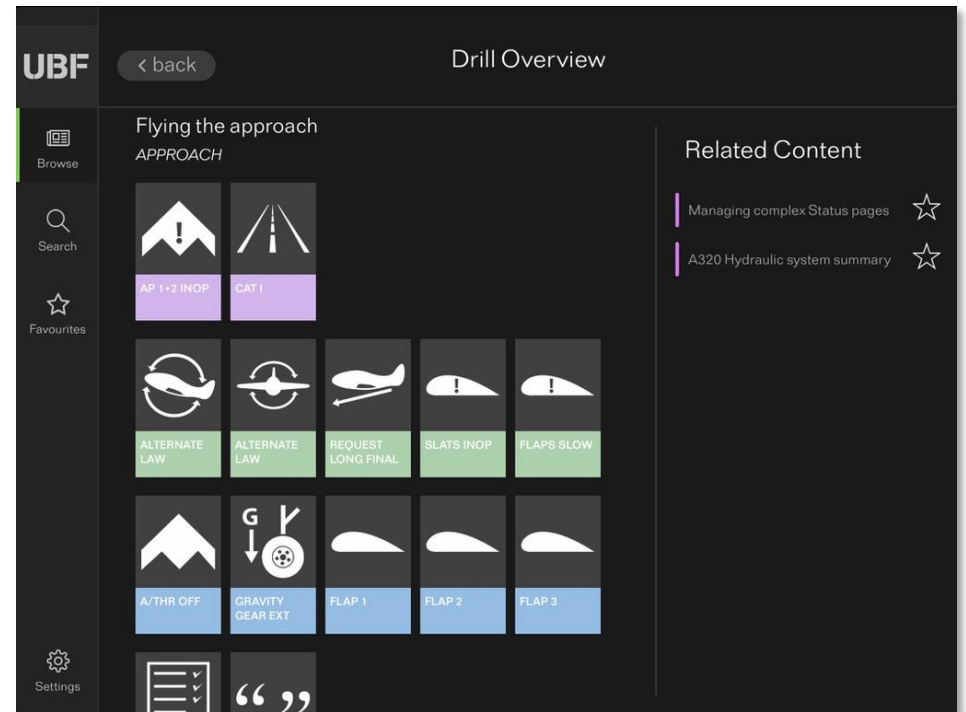 UBF
< back
Drill Overview
Browse
Search
Favourites
Settings
Flying the approach
APPROACH
AP 1+2 INOP
CAT I
ALTERNATE
LAW
ALTERNATE
LAW
REQUEST
LONG FINAL
SLATS INOP
FLAPS SLOW
G
A/THR OFF
GRAVITY
GEAR EXT
FLAP 1
FLAP 2
FLAP 3
Related Content
Managing complex Status pages
A320 Hydraulic system summary